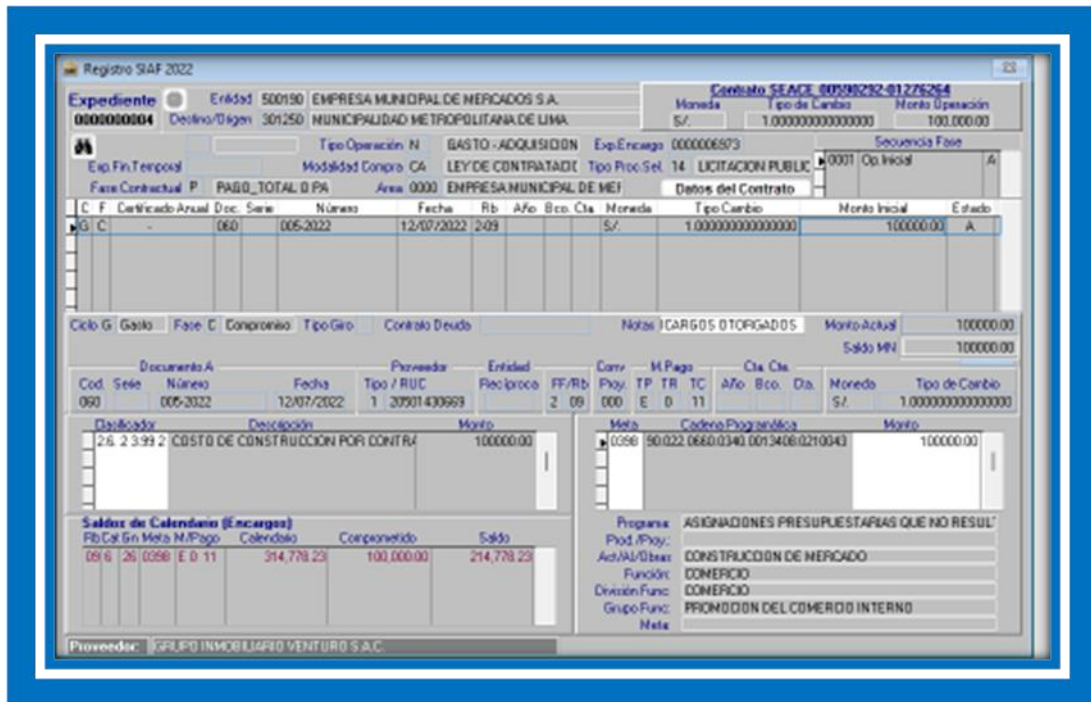 Registro SIAF 2022
Expediente Entidad 500190 EMPRESA MUNICIPAL DE MERCADOS S.A.
Contrato SEACE 00590292-01276264
Moneda Tipo de Cambio Monto Operación
0000000004 Destino/Origen 301250 MUNICIPALIDAD METROPOLITANA DE LIMA
S/. 1.000000000000000 100,000.00
Tipo Operación N GASTO - ADQUISICION Exp.Encargo 0000006973 Secuencia Fase
Exp.Fin.Temporal Modalidad Compra CA LEY DE CONTRATACI Tipo Proc.Sel. 14 LICITACION PUBLIC 0001 Op.Inicial A
Fase Contractual P PAGO_TOTAL O PA Area 0000 EMPRESA MUNICIPAL DE MER Datos del Contrato
C F Certificado Anual Doc. Serie Número Fecha Rb Año Bco. Cta Moneda Tipo Cambio Monto Inicial Estado
G C - 060 005-2022 12/07/2022 2-09 S/. 1.000000000000000 100000.00 A
Ciclo G Gasto Fase C Compromiso Tipo Giro Contrato Deuda Notas CARGOS OTORGADOS Monto Actual 100000.00
Saldo MN 100000.00
Documento A Proveedor Entidad Conv M.Pago Cta. Cte.
Cod. Serie Número Fecha Tipo / RUC Recíproca FF/Rb Proy. TP TR TC Año Bco. Cta. Moneda Tipo de Cambio
060 005-2022 12/07/2022 1 20501430669 2 09 000 E 0 11 S/. 1.000000000000000
Clasificador Descripción Monto
2.6. 2 3.99 2 COSTO DE CONSTRUCCION POR CONTRA 100000.00
Meta Cadena Programática Monto
0398 90.022.0660.0340.0013408.0210043 100000.00
Saldos de Calendario (Encargos)
Rb Cat Gn Meta M/Pago Calendario Comprometido Saldo
09 6 26 0398 E 0 11 314,778.23 100,000.00 214,778.23
Programa: ASIGNACIONES PRESUPUESTARIAS QUE NO RESUL
Prod./Proy.:
Act/AI/Obras: CONSTRUCCION DE MERCADO
Función: COMERCIO
División Func: COMERCIO
Grupo Func: PROMOCION DEL COMERCIO INTERNO
Meta:
Proveedor: GRUPO INMOBILIARIO VENTURO S.A.C.